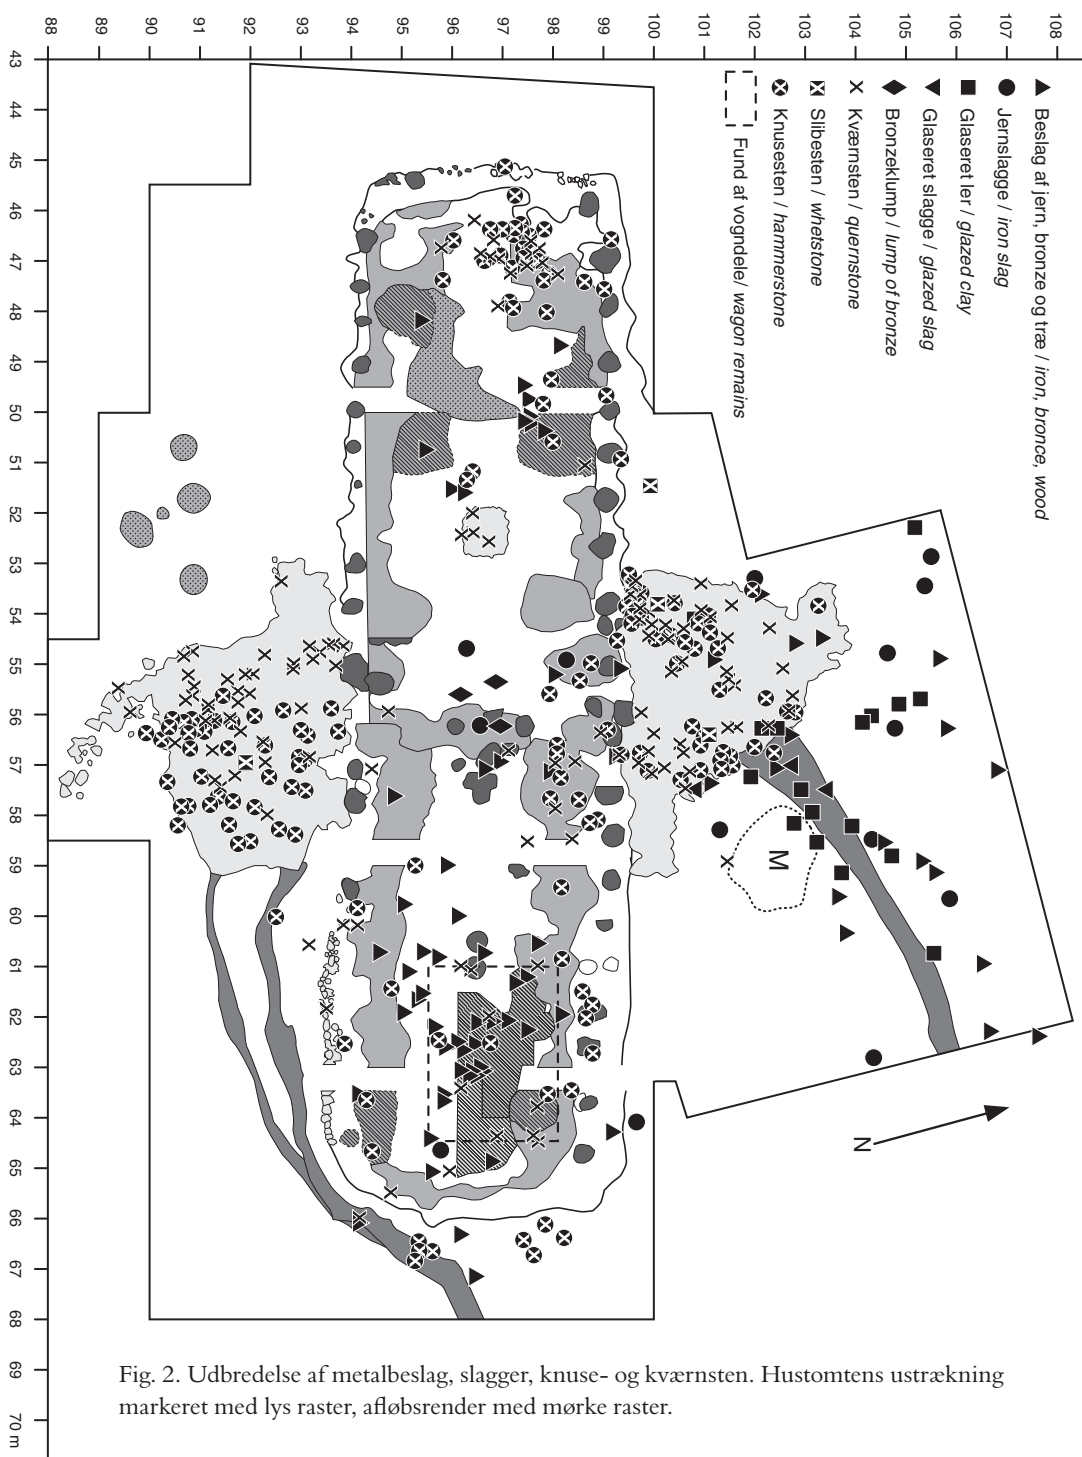 88 89 90 91 92 93 94 95 96 97 98 99 100 101 102 103 104 105 106 107 108
43
44
45
46
47
48
49
50
51
52
53
54
55
56
57
58
59
60
61
62
63
64
65
66
67
68
69
70 m
Beslag af jern, bronze og træ / iron, bronce, wood
Jernslagge / iron slag
Glaseret ler / glazed clay
Glaseret slagge / glazed slag
Bronzeklump / lump of bronze
Kværnsten / quernstone
Slibesten / whetstone
Knusesten / hammerstone
Fund af vogndele/ wagon remains
M
N
Fig. 2. Udbredelse af metalbeslag, slagger, knuse- og kværnsten. Hustomtens ustrækning
markeret med lys raster, afløbsrender med mørke raster.